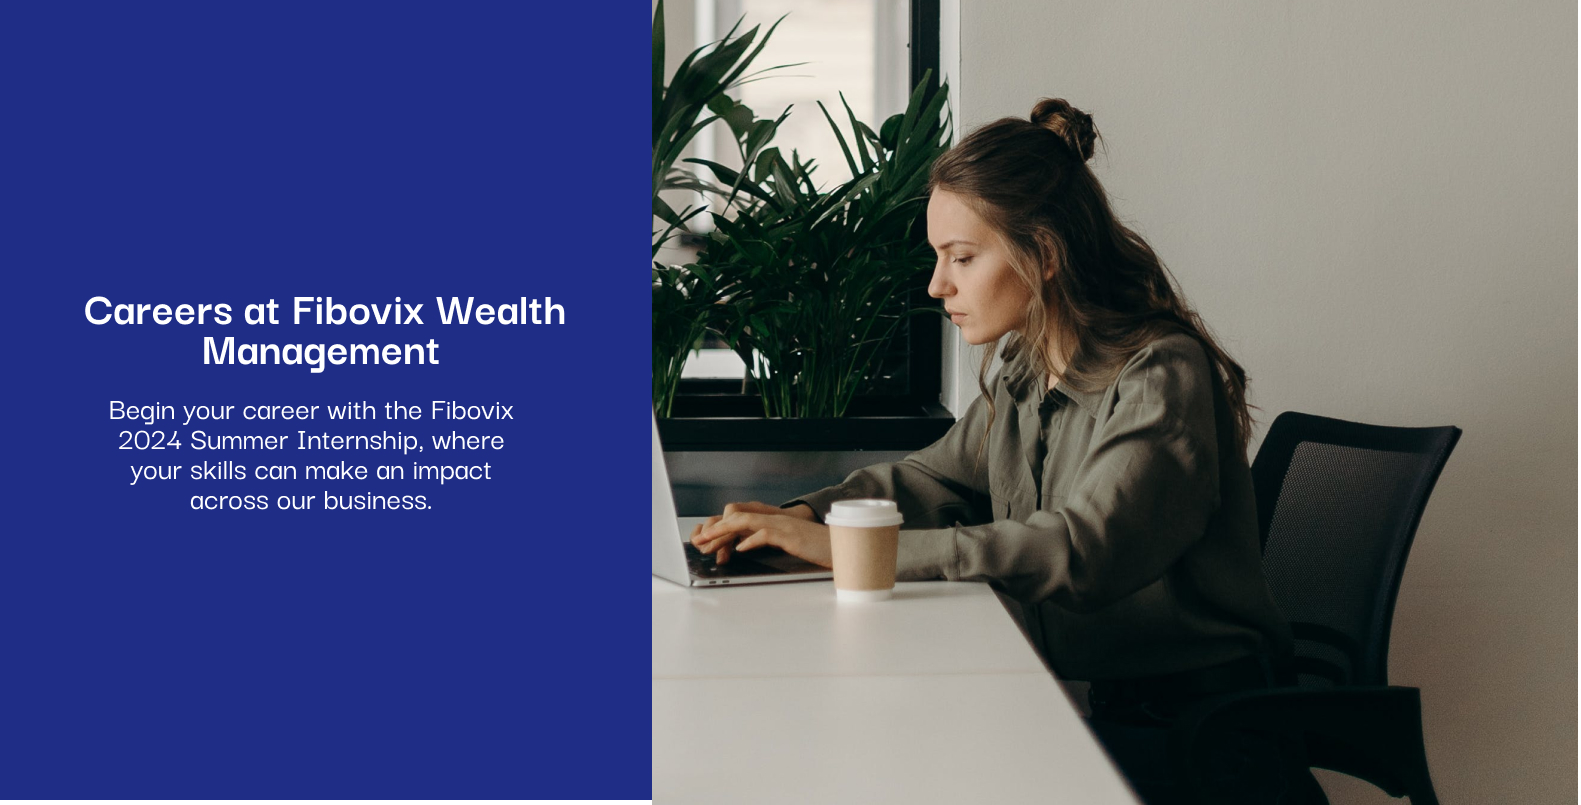 Careers at Fibovix Wealth
Management
Begin your career with the Fibovix
2024 Summer Internship, where
your skills can make an impact
across our business.